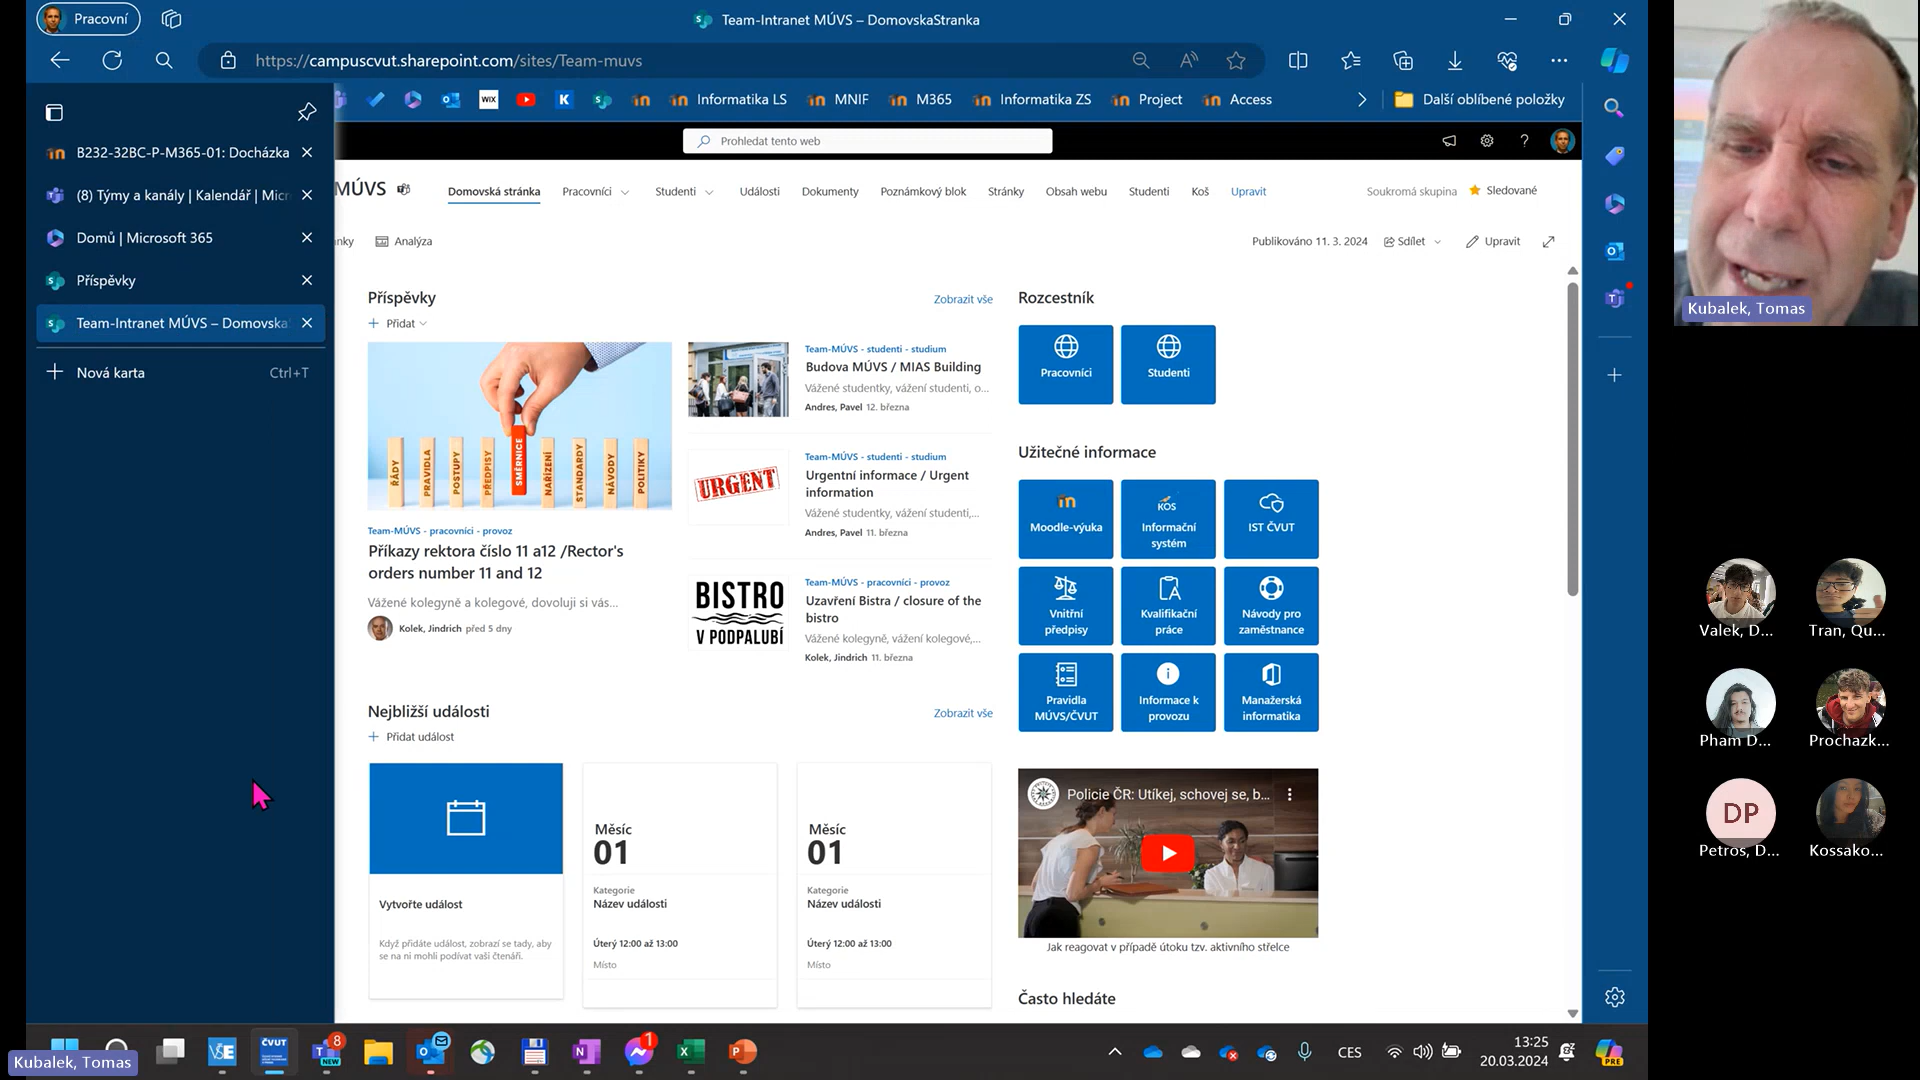 Pracovní
Team-Intranet MÚVS – DomovskaStranka
https://campuscvut.sharepoint.com/sites/Team-muvs
WIX
K
Informatika LS
MNIF
M365
Informatika ZS
Project
Access
Další oblíbené položky
B232-32BC-P-M365-01: Docházka
(8) Týmy a kanály | Kalendář | Micr
Domů | Microsoft 365
Příspěvky
Team-Intranet MÚVS – Domovska
Nová karta
Ctrl+T
Prohledat tento web
MÚVS
Domovská stránka
Pracovníci
Studenti
Události
Dokumenty
Poznámkový blok
Stránky
Obsah webu
Studenti
Koš
Upravit
Soukromá skupina
Sledované
nky
Analýza
Publikováno 11. 3. 2024
Sdílet
Upravit
Příspěvky
Zobrazit vše
Přidat
ŘÁDY
PRAVIDLA
POSTUPY
PŘEDPISY
SMĚRNICE
NAŘÍZENÍ
STANDARDY
NÁVODY
POLITIKY
Team-MÚVS - pracovníci - provoz
Příkazy rektora číslo 11 a12 /Rector's
orders number 11 and 12
Vážené kolegyně a kolegové, dovoluji si vás...
Kolek, Jindrich před 5 dny
Team-MÚVS - studenti - studium
Budova MÚVS / MIAS Building
Vážené studentky, vážení studenti, o...
Andres, Pavel 12. března
URGENT
Team-MÚVS - studenti - studium
Urgentní informace / Urgent
information
Vážené studentky, vážení studenti,...
Andres, Pavel 11. března
BISTRO
V PODPALUBÍ
Team-MÚVS - pracovníci - provoz
Uzavření Bistra / closure of the
bistro
Vážené kolegyně, vážení kolegové,...
Kolek, Jindrich 11. března
Nejbližší události
Zobrazit vše
Přidat událost
Vytvořte událost
Když přidáte událost, zobrazí se tady, aby
se na ni mohli podívat vaši čtenáři.
Měsíc
01
Kategorie
Název události
Úterý 12:00 až 13:00
Místo
Měsíc
01
Kategorie
Název události
Úterý 12:00 až 13:00
Místo
Rozcestník
Pracovníci
Studenti
Užitečné informace
Moodle-výuka
KOS
Informační
systém
IST ČVUT
Vnitřní
předpisy
Kvalifikační
práce
Návody pro
zaměstnance
Pravidla
MÚVS/ČVUT
Informace k
provozu
Manažerská
informatika
Policie ČR: Utíkej, schovej se, b...
Jak reagovat v případě útoku tzv. aktivního střelce
Často hledáte
Kubalek, Tomas
Valek, D...
Tran, Qu...
Pham D...
Prochazk...
DP
Petros, D...
Kossako...
Kubalek, Tomas
VŠE
ČVUT
8
NEW
1
CES
13:25
20.03.2024
PRE